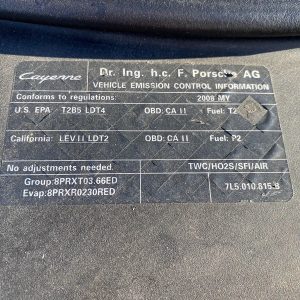 Cayenne
Dr. Ing. h.c. F. Porsche AG
VEHICLE EMISSION CONTROL INFORMATION
Conforms to regulations: 2008 MY
U.S. EPA T2B5 LDT4 OBD: CA II Fuel: T2
California: LEVII LDT2 OBD: CA II Fuel: P2
No adjustments needed TWC/HO2S/SFI/AIR
Group:8PRXT03.66ED
Evap:8PRXR0230RED
7L5.010.815.B